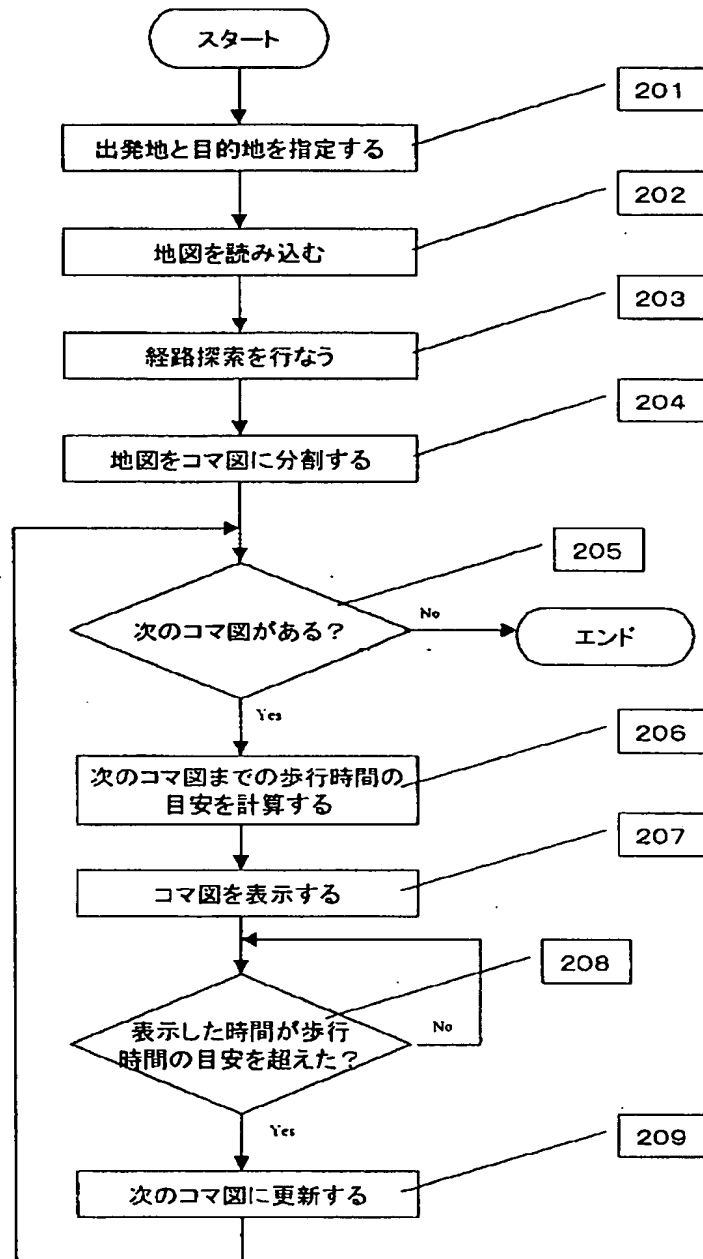 スタート
201
出発地と目的地を指定する
202
地図を読み込む
203
経路探索を行なう
204
地図をコマ図に分割する
205
次のコマ図がある？
No
エンド
Yes
206
次のコマ図までの歩行時間の
目安を計算する
207
コマ図を表示する
208
表示した時間が歩行
時間の目安を超えた？
No
Yes
209
次のコマ図に更新する